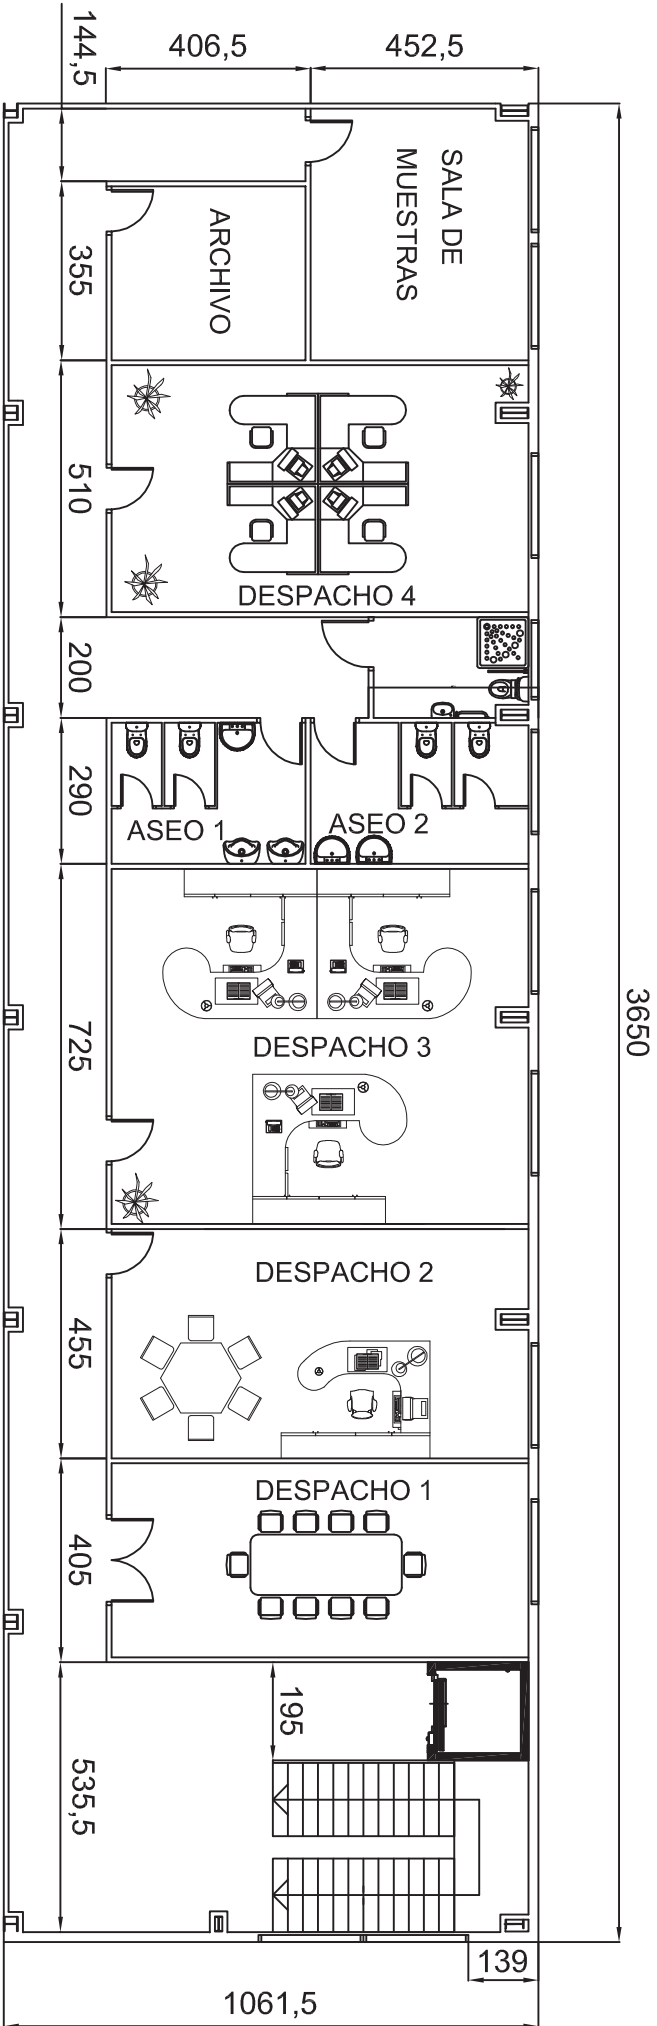 144,5
406,5
452,5
SALA DE
MUESTRAS
ARCHIVO
355
510
DESPACHO 4
200
290
ASEO 1
ASEO 2
725
DESPACHO 3
3650
DESPACHO 2
455
DESPACHO 1
405
195
535,5
139
1061,5